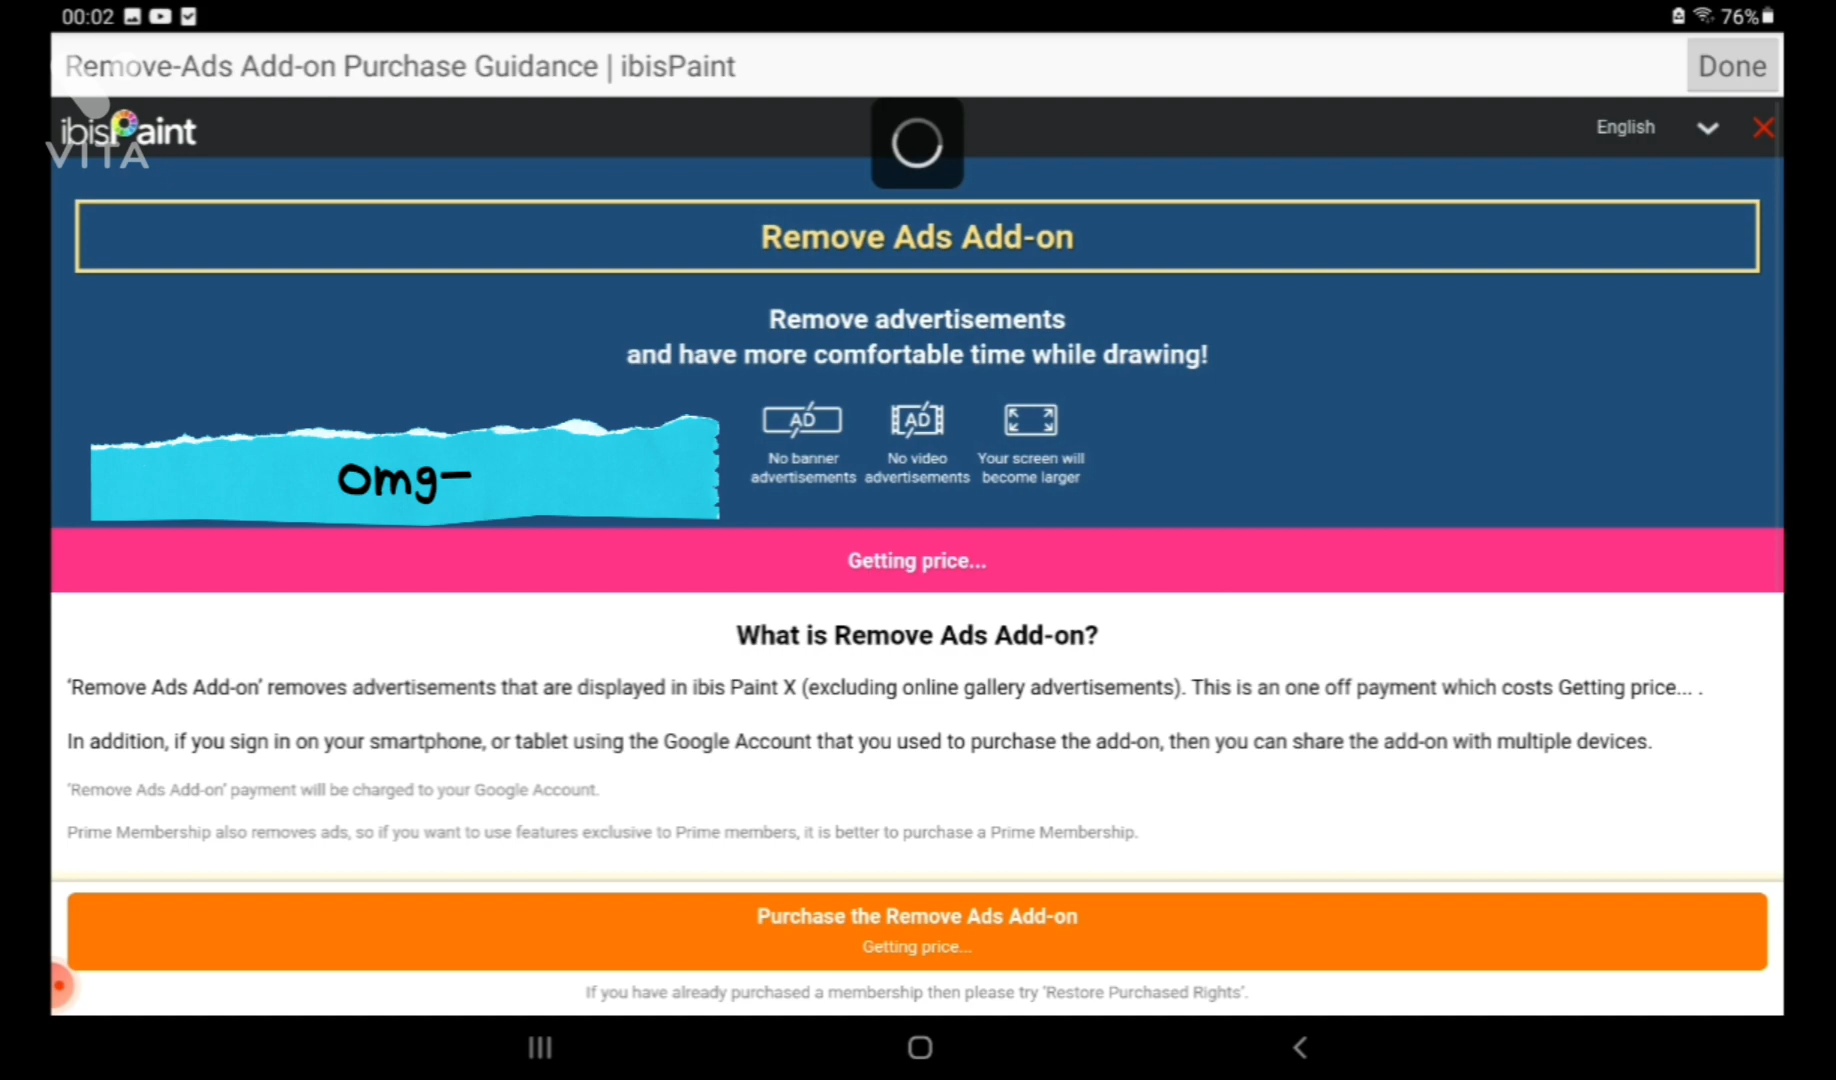 00:02
76%
Remove-Ads Add-on Purchase Guidance | ibisPaint
Done
ibisPaint
VITA
English
Remove Ads Add-on
Remove advertisements
and have more comfortable time while drawing!
AD
AD
No banner
advertisements
No video
advertisements
Your screen will
become larger
Omg-
Getting price...
What is Remove Ads Add-on?
'Remove Ads Add-on' removes advertisements that are displayed in ibis Paint X (excluding online gallery advertisements). This is an one off payment which costs Getting price... .
In addition, if you sign in on your smartphone, or tablet using the Google Account that you used to purchase the add-on, then you can share the add-on with multiple devices.
'Remove Ads Add-on' payment will be charged to your Google Account.
Prime Membership also removes ads, so if you want to use features exclusive to Prime members, it is better to purchase a Prime Membership.
Purchase the Remove Ads Add-on
Getting price...
If you have already purchased a membership then please try 'Restore Purchased Rights'.